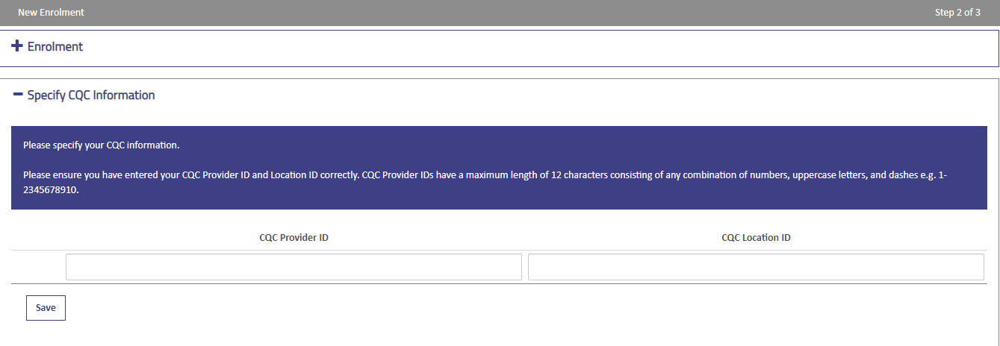 New Enrolment
Step 2 of 3
Enrolment
Specify CQC Information
Please specify your CQC information.
Please ensure you have entered your CQC Provider ID and Location ID correctly. CQC Provider IDs have a maximum length of 12 characters consisting of any combination of numbers, uppercase letters, and dashes e.g. 1-
2345678910.
CQC Provider ID
CQC Location ID
Save